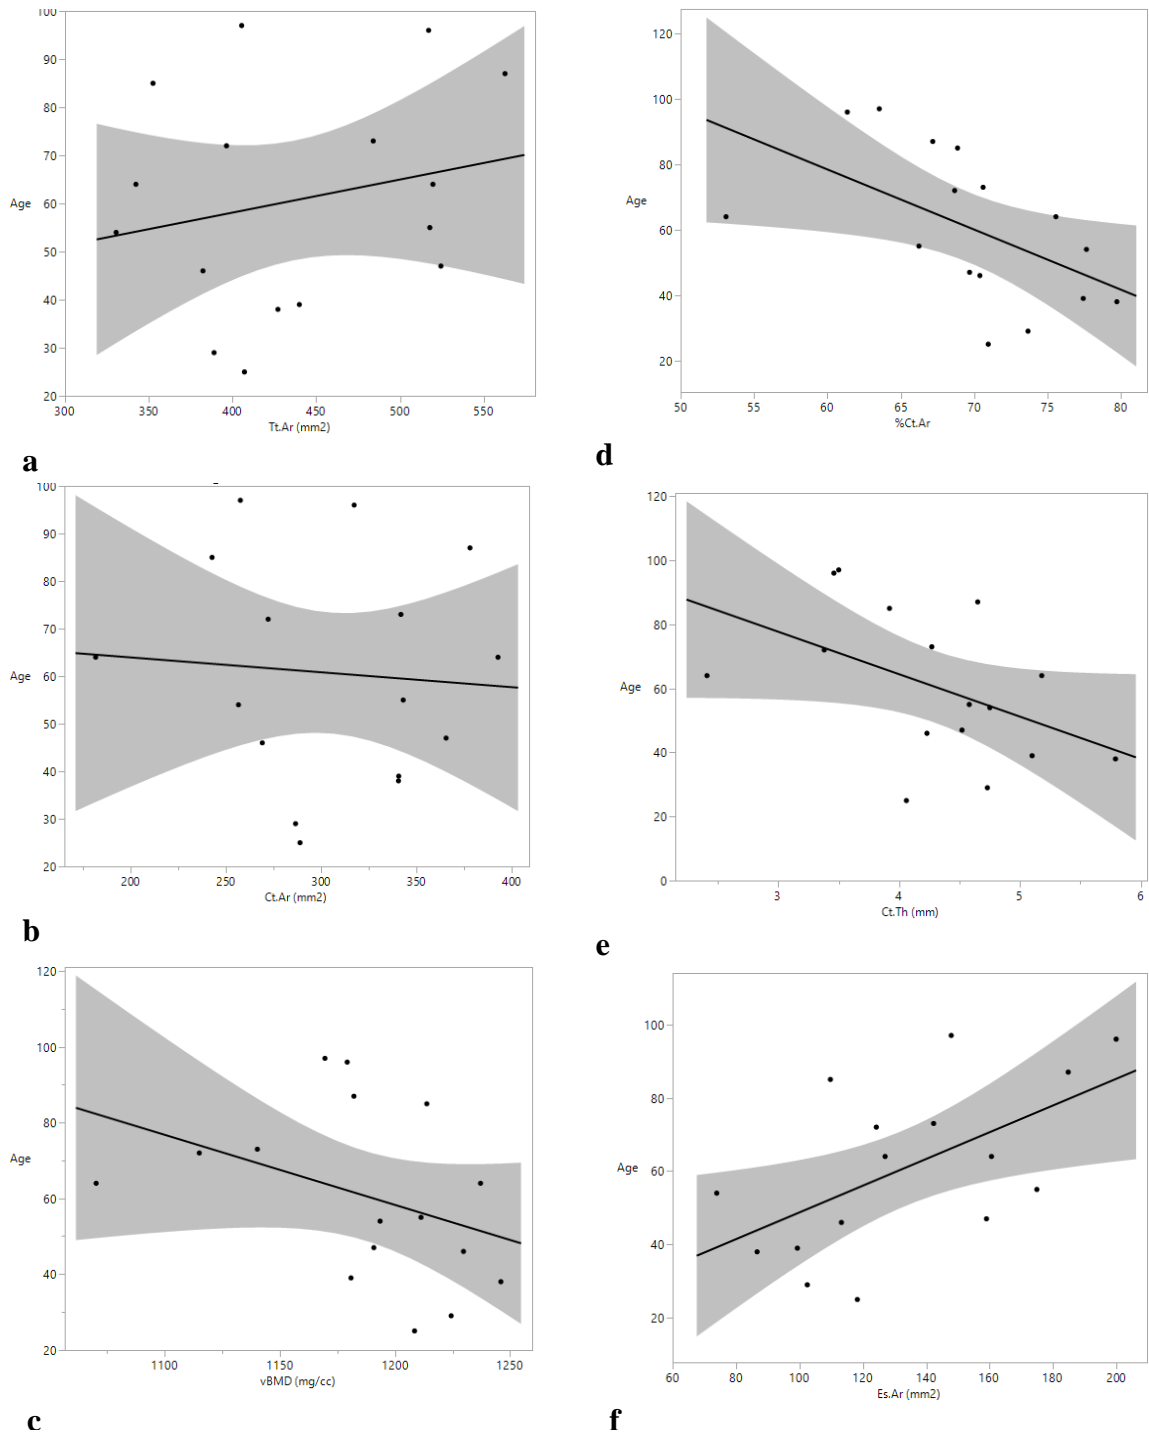 100
90
80
70
Age 60
50
40
30
20
300 350 400 450 500 550
Tt.Ar (mm2)
a
120
100
80
Age
60
40
20
50 55 60 65 70 75 80
%Ct.Ar
d
100
90
80
70
Age 60
50
40
30
20
200 250 300 350 400
Ct.Ar (mm2)
b
120
100
80
Age 60
40
20
0
3 4 5 6
Ct.Th (mm)
e
120
100
80
Age
60
40
20
1100 1150 1200 1250
vBMD (mg/cc)
c
100
80
Age 60
40
20
60 80 100 120 140 160 180 200
Es.Ar (mm2)
f